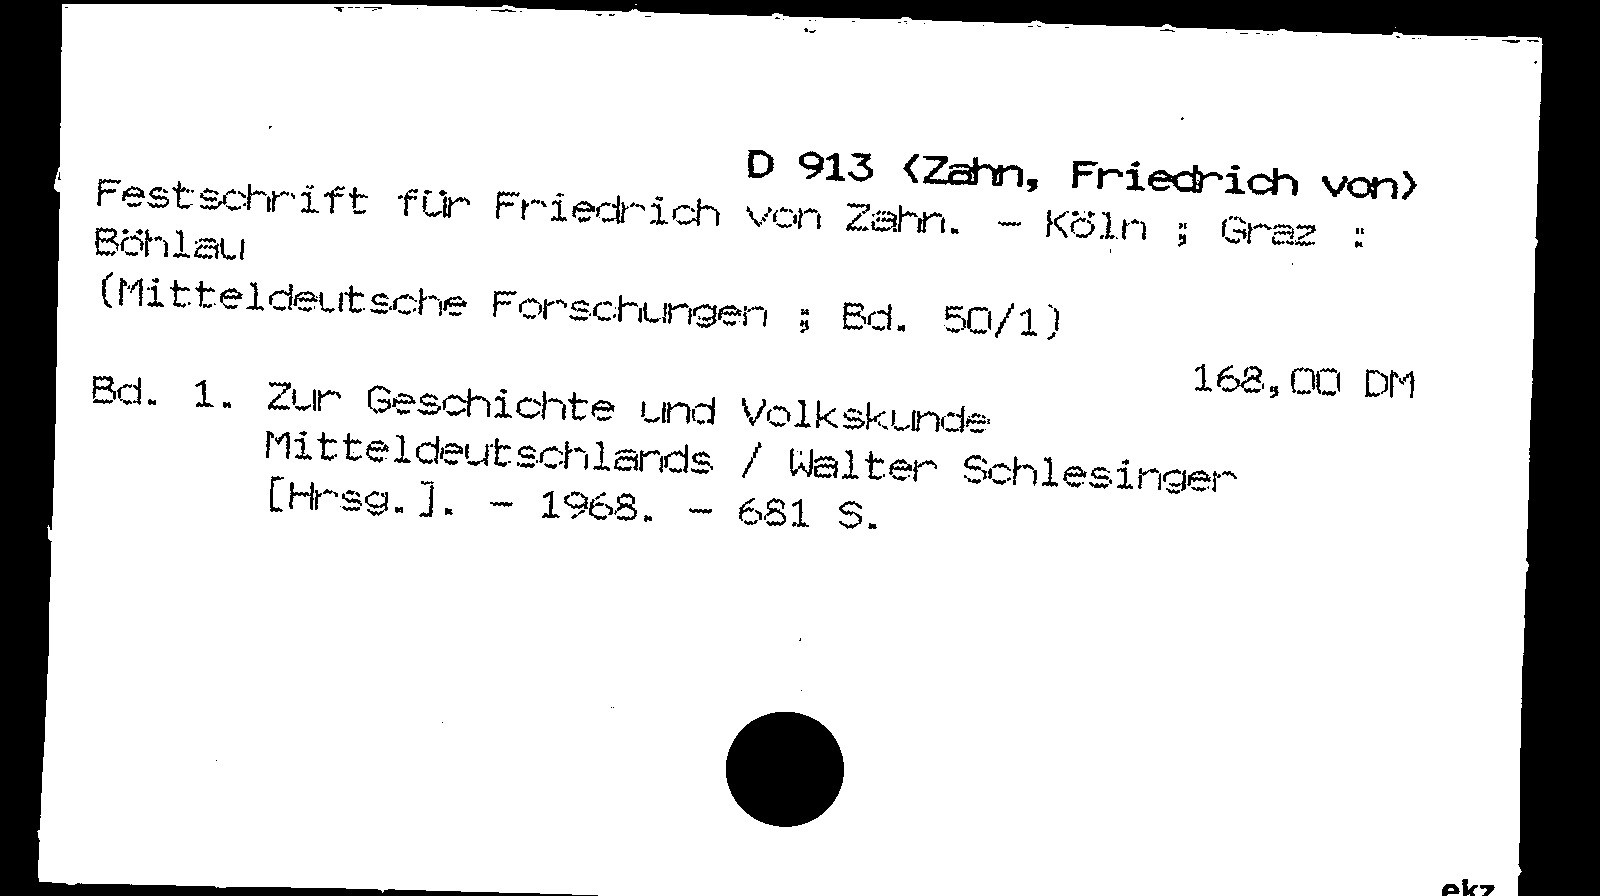 D 913 <Zahn, Friedrich von>
Festschrift für Friedrich von Zahn. - Köln ; Graz :
Böhlau
(Mitteldeutsche Forschungen ; Bd. 50/1)
168,00 DM
Bd. 1. Zur Geschichte und Volkskunde
Mitteldeutschlands / Walter Schlesinger
[Hrsg.]. - 1968. - 681 S.
ekz